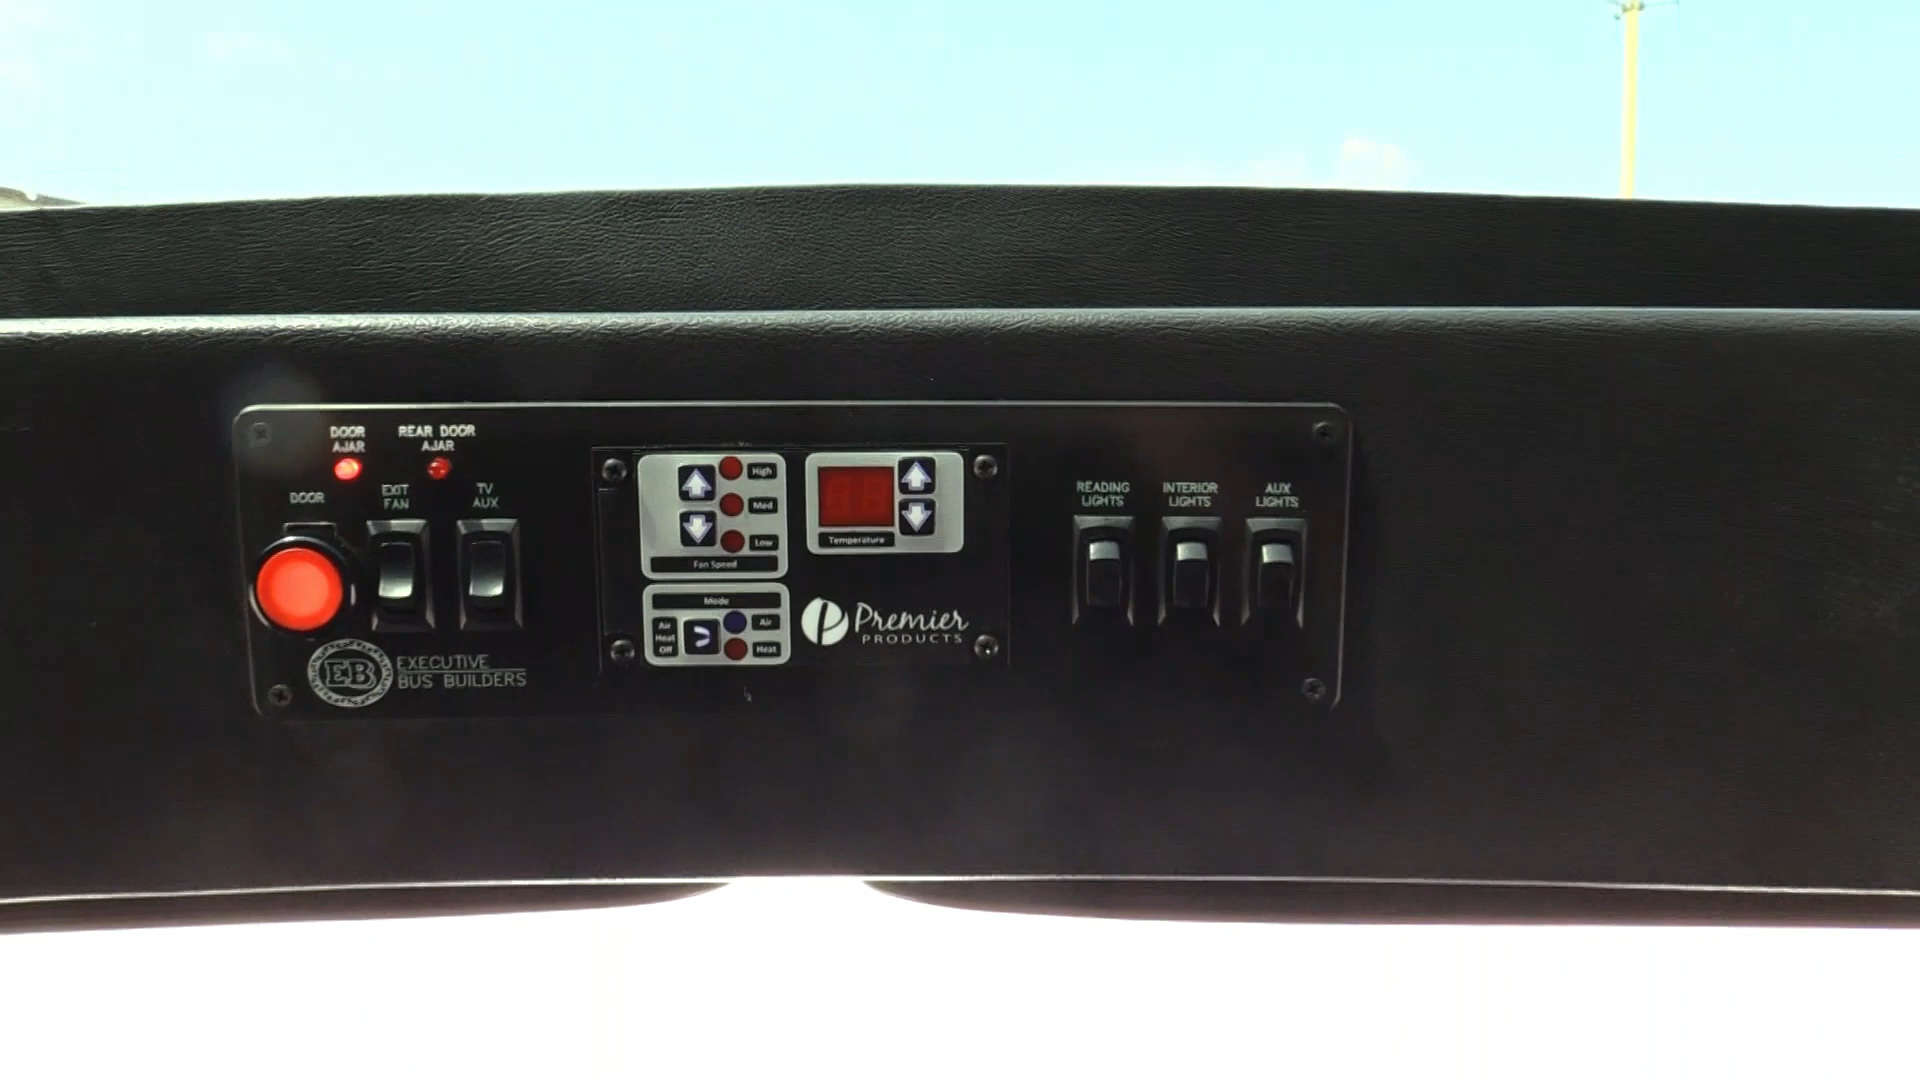 DOOR
AJAR
REAR DOOR
AJAR
DOOR
EXIT
FAN
TV
AUX
EB
EXECUTIVE
BUS BUILDERS
High
Med
Low
Fan Speed
Temperature
Mode
Air
Heat
Off
Air
Heat
Premier
PRODUCTS
READING
LIGHTS
INTERIOR
LIGHTS
AUX
LIGHTS